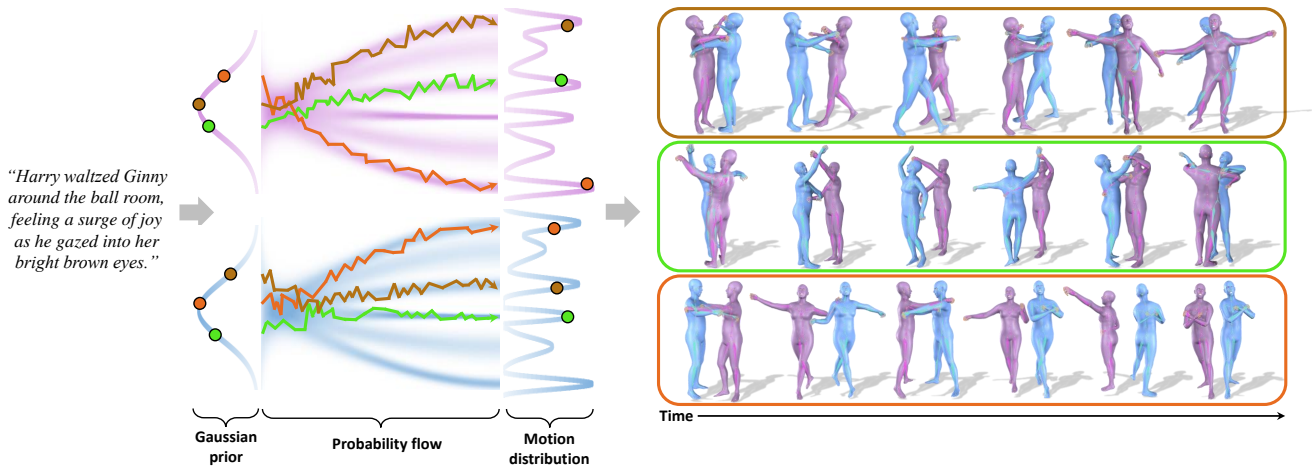 “Harry waltzed Ginny
around the ball room,
feeling a surge of joy
as he gazed into her
bright brown eyes.”
Gaussian
prior
Probability flow
Motion
distribution
Time